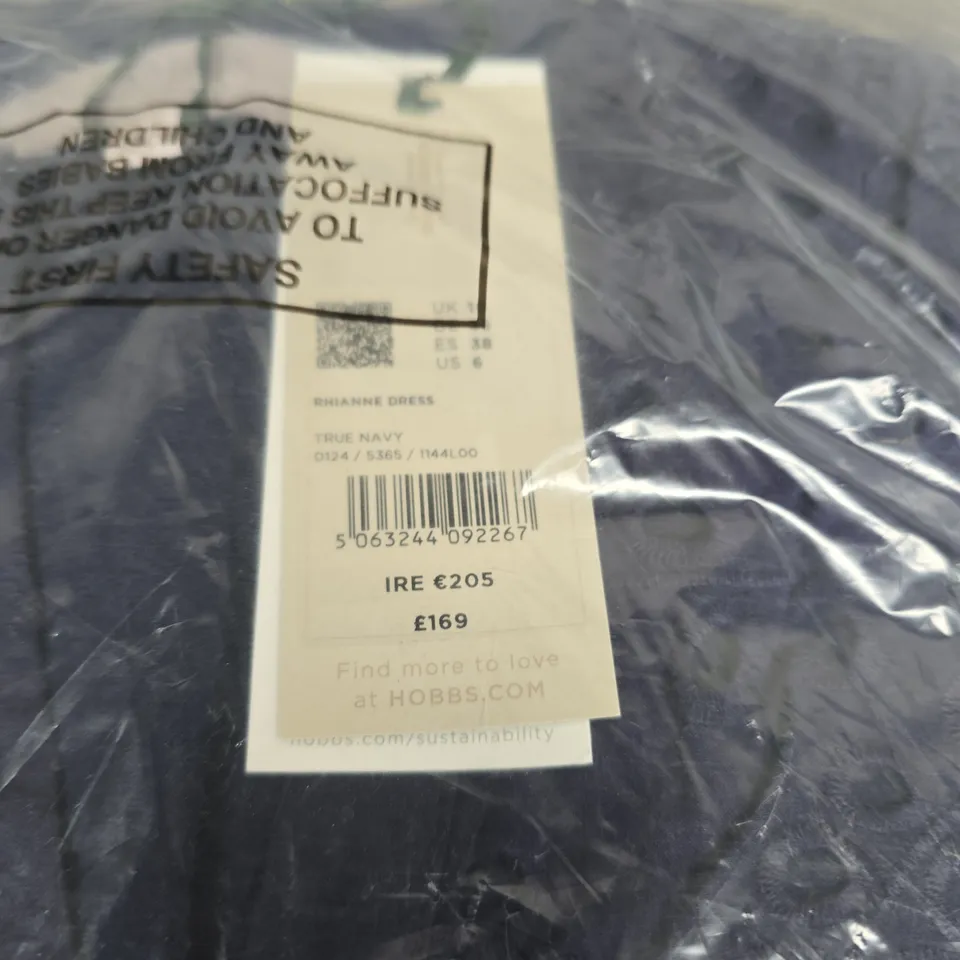 SAFETY FIRST
TO AVOID DANGER
SUFFOCATION KEEP THIS
AWAY FROM BABIES
AND CHILDREN
UK
ES 38
US 6
RHIANNE DRESS
TRUE NAVY
0124 / 5365 / 1144L00
5 063244 092267
IRE €205
£169
Find more to love
at HOBBS.COM
hobbs.com/sustainability